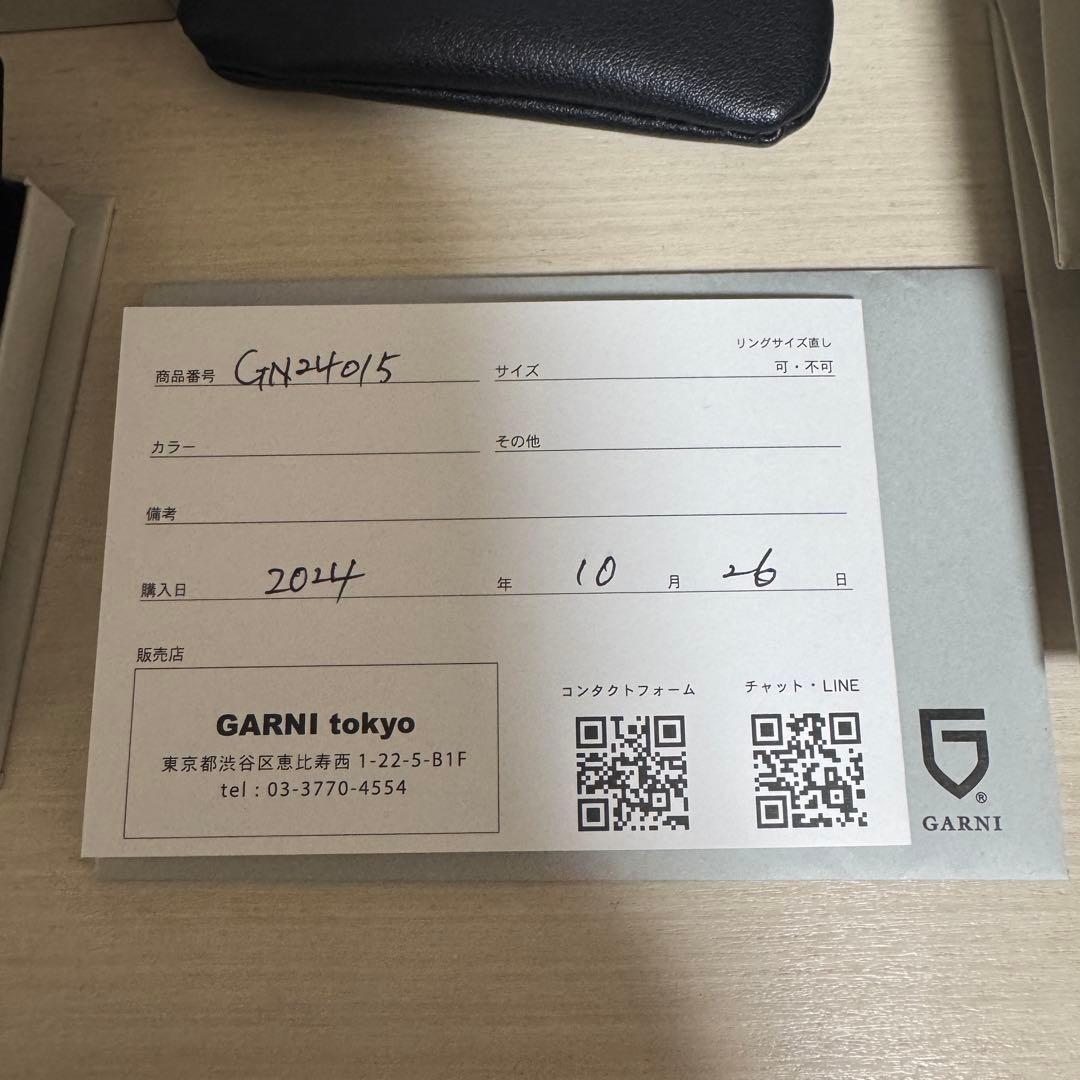 リングサイズ直し
商品番号 GN24015 サイズ 可・不可
カラー その他
備考
購入日 2024 年 10 月 26 日
販売店
GARNI tokyo
東京都渋谷区恵比寿西 1-22-5-B1F
tel : 03-3770-4554
コンタクトフォーム チャット・LINE
G®
GARNI